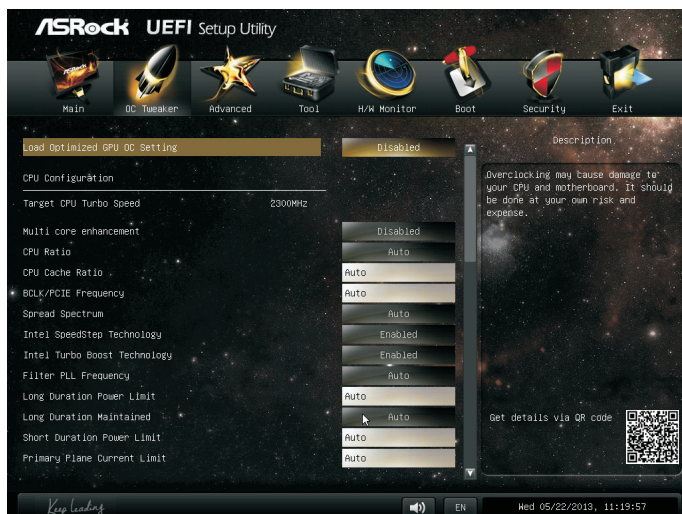 ASRock UEFI Setup Utility
ASRock
Main OC Tweaker Advanced Tool H/W Monitor Boot Security Exit
Load Optimized GPU OC Setting Disabled
CPU Configuration
Target CPU Turbo Speed 2300MHz
Multi core enhancement Disabled
CPU Ratio Auto
CPU Cache Ratio Auto
BCLK/PCIE Frequency Auto
Spread Spectrum Auto
Intel SpeedStep Technology Enabled
Intel Turbo Boost Technology Enabled
Filter PLL Frequency Auto
Long Duration Power Limit Auto
Long Duration Maintained Auto
Short Duration Power Limit Auto
Primary Plane Current Limit Auto
Description
Overclocking may cause damage to
your CPU and motherboard. It should
be done at your own risk and
expense.
Get details via QR code
Keep Leading
EN
Wed 05/22/2013, 11:19:57